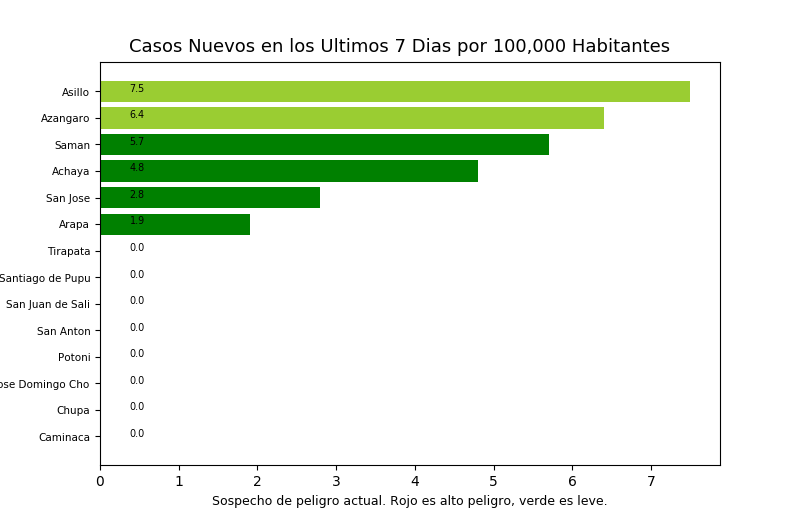 Casos Nuevos en los Ultimos 7 Dias por 100,000 Habitantes
Asillo 7.5
Azangaro 6.4
Saman 5.7
Achaya 4.8
San Jose 2.8
Arapa 1.9
Tirapata 0.0
Santiago de Pupu 0.0
San Juan de Sali 0.0
San Anton 0.0
Potoni 0.0
ose Domingo Cho 0.0
Chupa 0.0
Caminaca 0.0
0 1 2 3 4 5 6 7
Sospecho de peligro actual. Rojo es alto peligro, verde es leve.